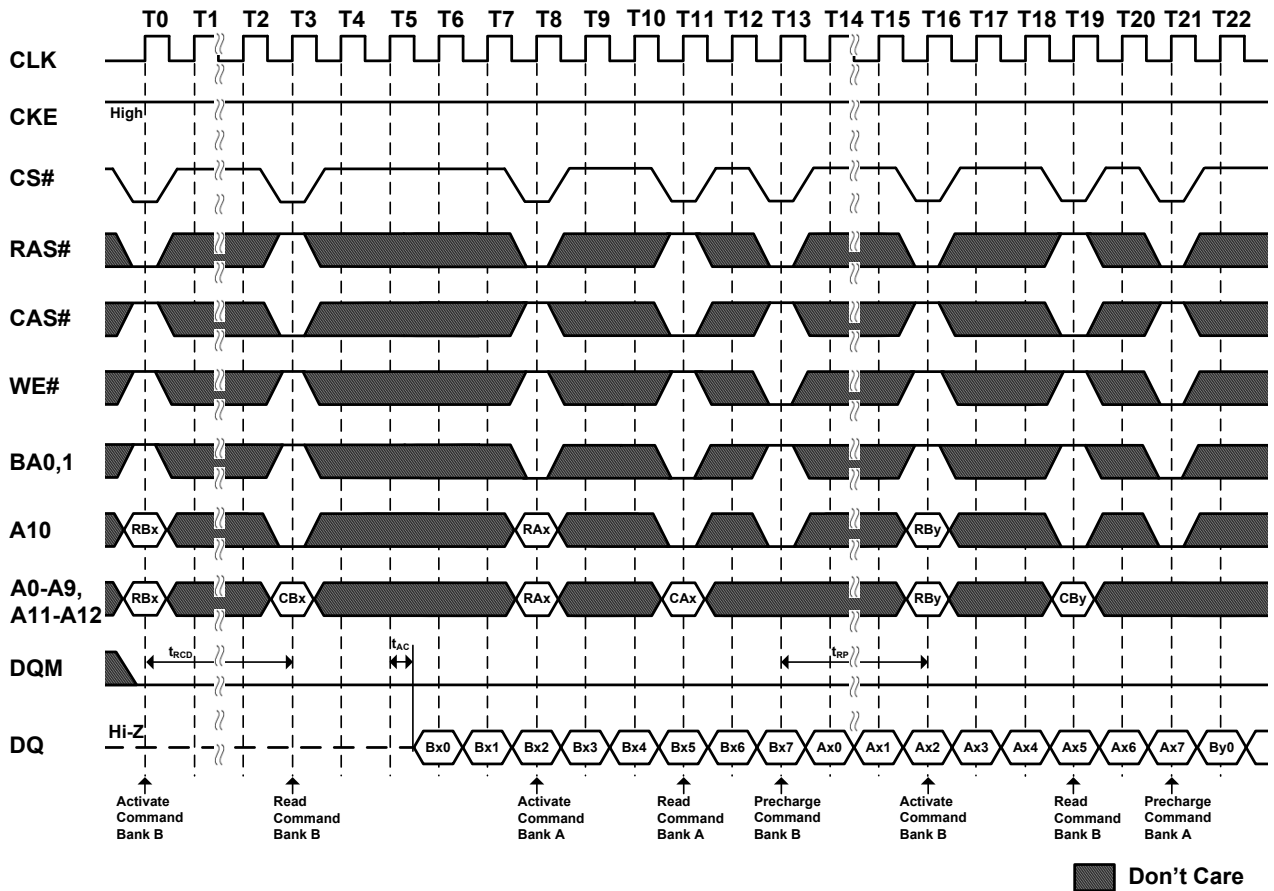 T0 T1 T2 T3 T4 T5 T6 T7 T8 T9 T10 T11 T12 T13 T14 T15 T16 T17 T18 T19 T20 T21 T22
CLK
CKE
High
CS#
RAS#
CAS#
WE#
BA0,1
A10
RBx RAx RBy
A0-A9,
A11-A12
RBx CBx RAx CAx RBy CBy
DQM
tRCD tAC tRP
DQ
Hi-Z
Bx0 Bx1 Bx2 Bx3 Bx4 Bx5 Bx6 Bx7 Ax0 Ax1 Ax2 Ax3 Ax4 Ax5 Ax6 Ax7 By0
Activate
Command
Bank B
Read
Command
Bank B
Activate
Command
Bank A
Read
Command
Bank A
Precharge
Command
Bank B
Activate
Command
Bank B
Read
Command
Bank B
Precharge
Command
Bank A
Don't Care